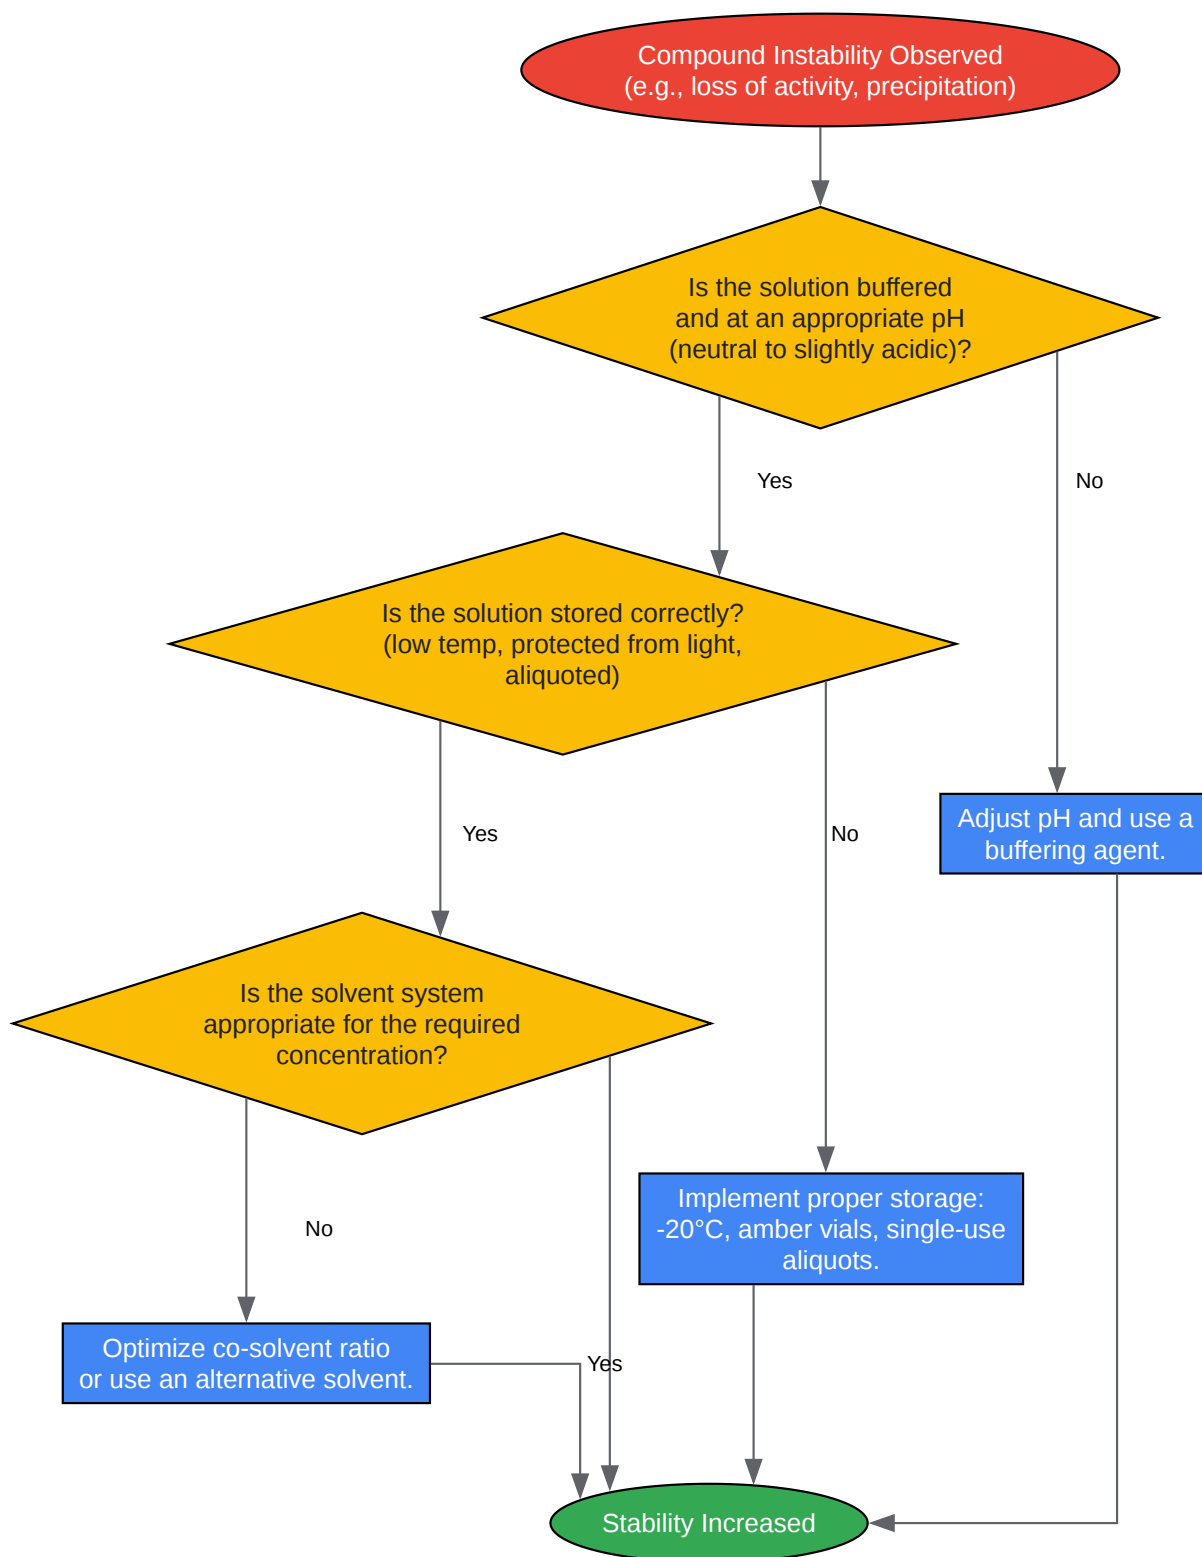 Compound Instability Observed
(e.g., loss of activity, precipitation)
Is the solution buffered
and at an appropriate pH
(neutral to slightly acidic)?
Yes
No
Is the solution stored correctly?
(low temp, protected from light,
aliquoted)
Adjust pH and use a
buffering agent.
Yes
No
Is the solvent system
appropriate for the required
concentration?
No
Implement proper storage:
-20°C, amber vials, single-use
aliquots.
Optimize co-solvent ratio
or use an alternative solvent.
Yes
Stability Increased